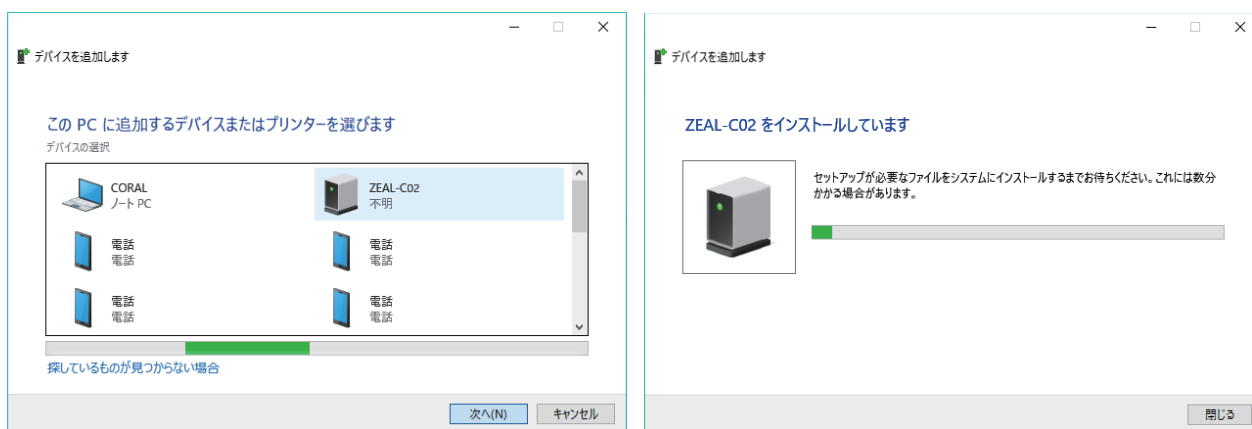 デバイスを追加します
この PC に追加するデバイスまたはプリンターを選びます
デバイスの選択
CORAL
ノート PC
ZEAL-C02
不明
電話
電話
電話
電話
電話
電話
電話
電話
探しているものが見つからない場合
次へ(N)
キャンセル
デバイスを追加します
ZEAL-C02 をインストールしています
セットアップが必要なファイルをシステムにインストールするまでお待ちください。これには数分
かかる場合があります。
閉じる